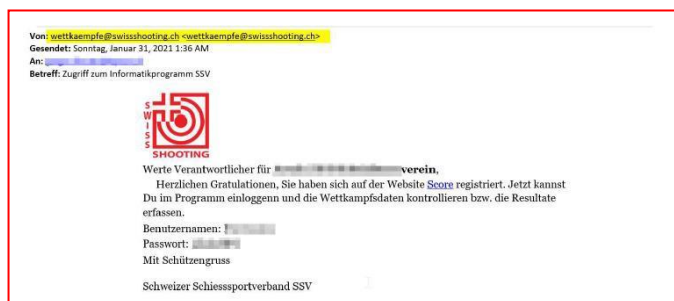 Von: wettkaempfe@swissshooting.ch <wettkaempfe@swissshooting.ch>
Gesendet: Sonntag, Januar 31, 2021 1:36 AM
An:
Betreff: Zugriff zum Informatikprogramm SSV
SWISS
SHOOTING
Werte Verantwortlicher für verein,
Herzlichen Gratulationen, Sie haben sich auf der Website Score registriert. Jetzt kannst
Du im Programm einloggenn und die Wettkampfsdaten kontrollieren bzw. die Resultate
erfassen.
Benutzernamen:
Passwort:
Mit Schützengruss
Schweizer Schiesssportverband SSV